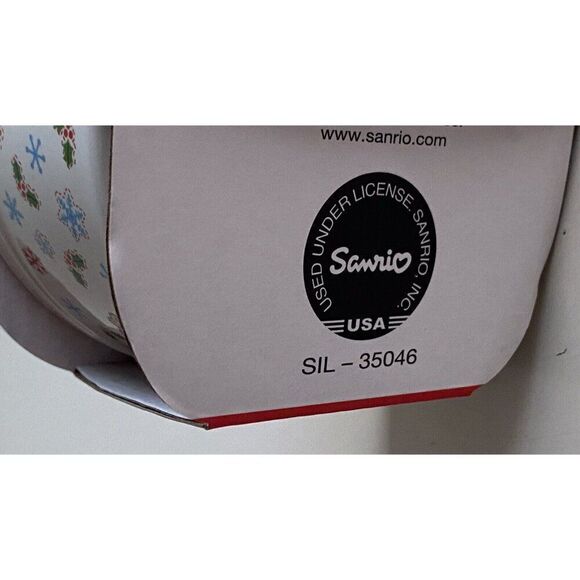 www.sanrio.com
USED UNDER LICENSE. SANRIO, INC.
Sanrio
USA
SIL – 35046